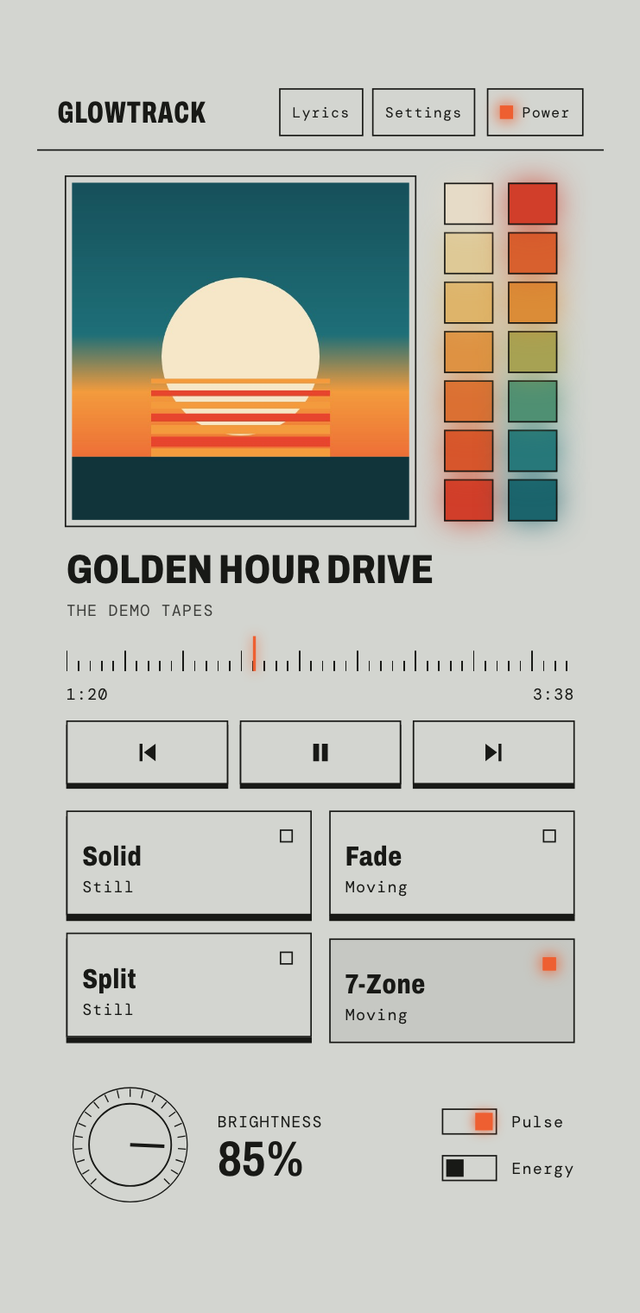 GLOWTRACK
Lyrics
Settings
Power
GOLDEN HOUR DRIVE
THE DEMO TAPES
1:20
3:38
Solid
Still
Fade
Moving
Split
Still
7-Zone
Moving
BRIGHTNESS
85%
Pulse
Energy